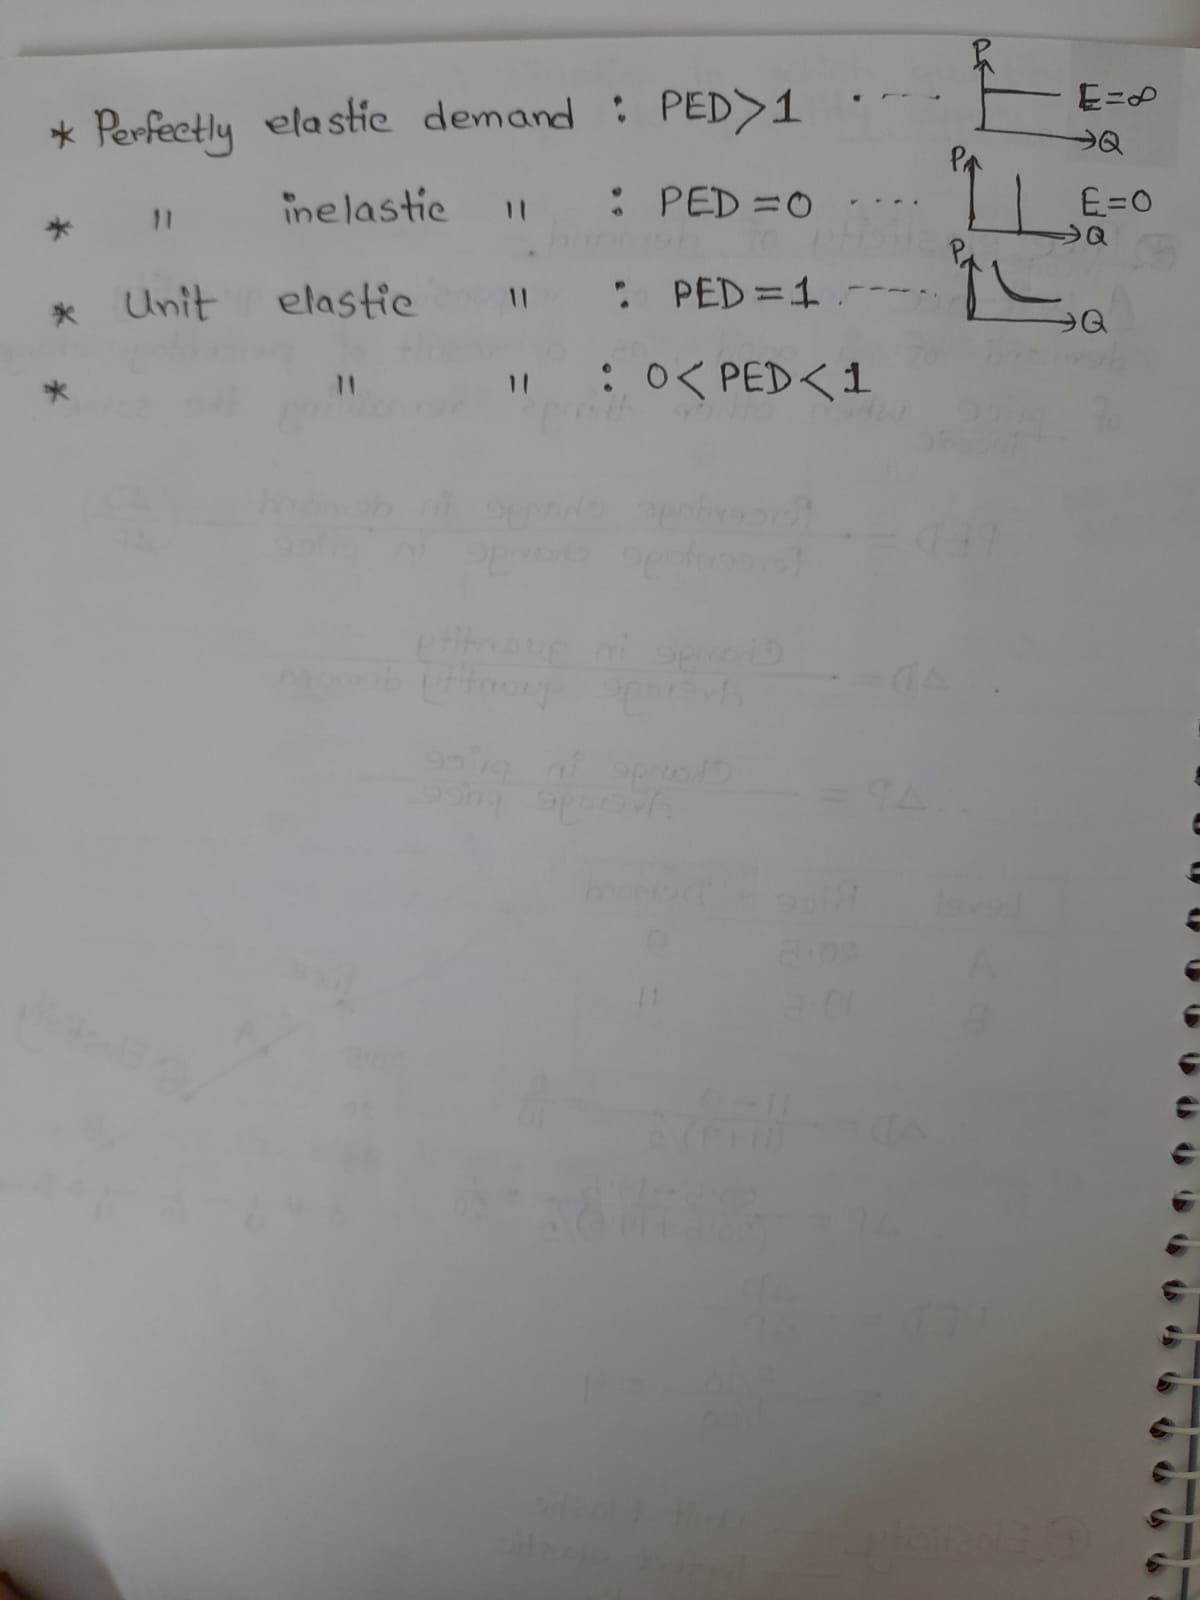 * Perfectly elastic demand : PED>1 ..... P E=∞ Q
* " inelastic " : PED=0 .... P E=0 Q
* Unit elastic " : PED=1 ...... P Q
* " " : 0<PED<1